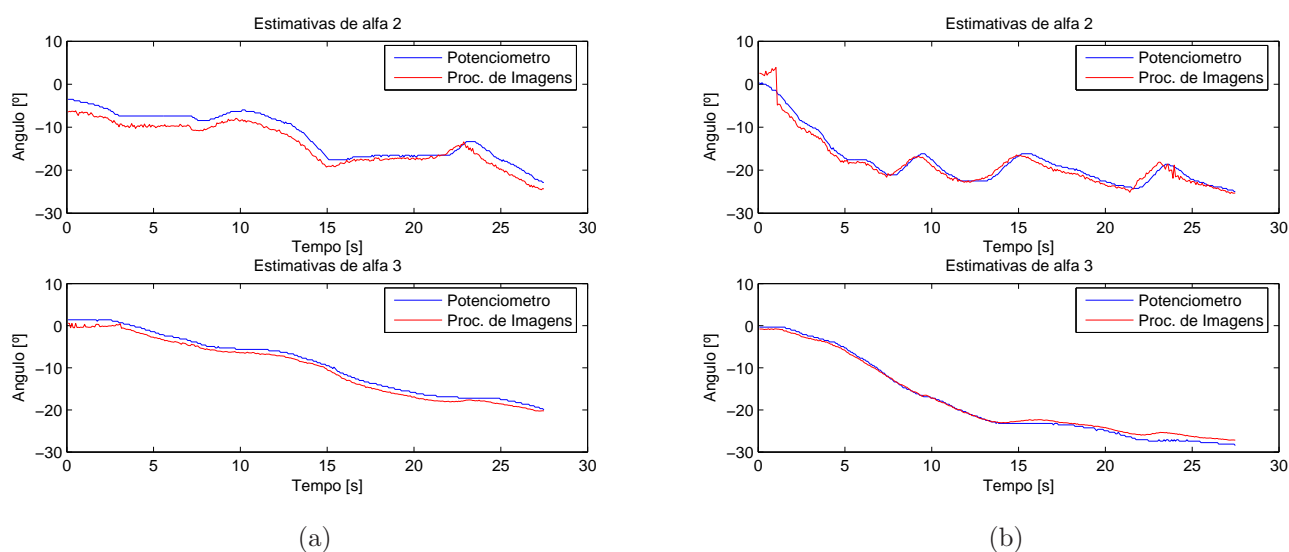 Estimativas de alfa 2
10
0
−10
−20
−30
Angulo [º]
0 5 10 15 20 25 30
Tempo [s]
Potenciometro
Proc. de Imagens
Estimativas de alfa 3
10
0
−10
−20
−30
Angulo [º]
0 5 10 15 20 25 30
Tempo [s]
Potenciometro
Proc. de Imagens
(a)
Estimativas de alfa 2
10
0
−10
−20
−30
Angulo [º]
0 5 10 15 20 25 30
Tempo [s]
Potenciometro
Proc. de Imagens
Estimativas de alfa 3
10
0
−10
−20
−30
Angulo [º]
0 5 10 15 20 25 30
Tempo [s]
Potenciometro
Proc. de Imagens
(b)